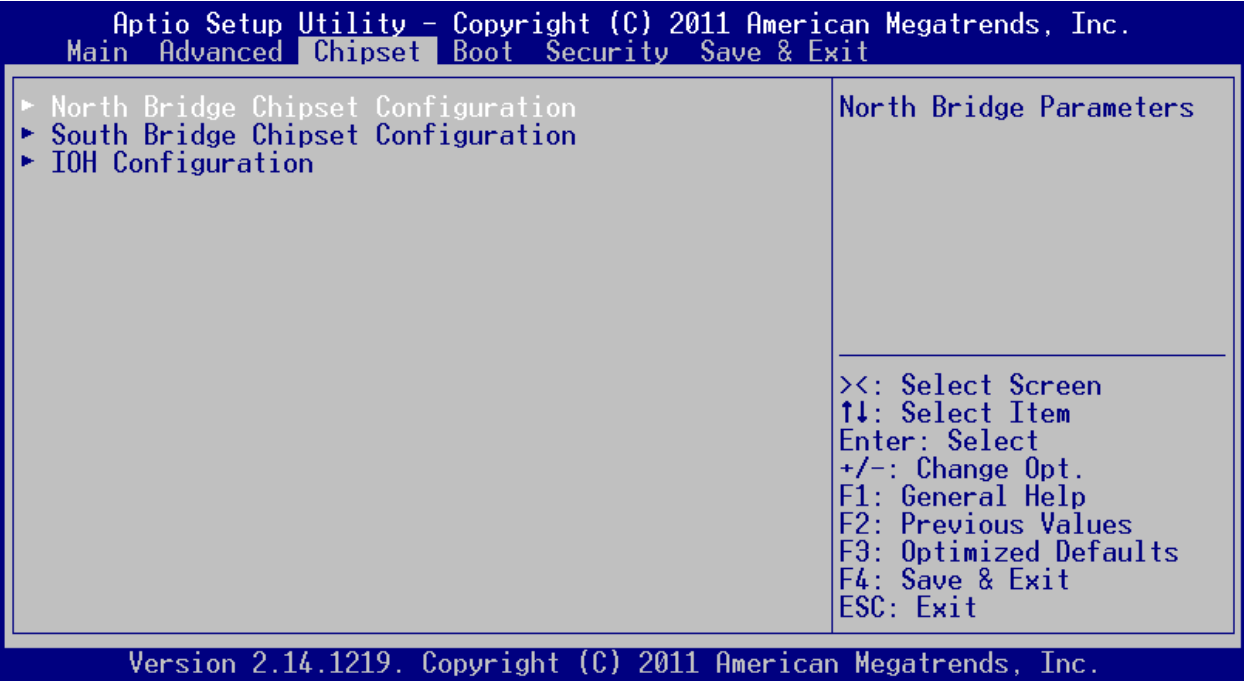 Aptio Setup Utility – Copyright (C) 2011 American Megatrends, Inc.
Main Advanced Chipset Boot Security Save & Exit
► North Bridge Chipset Configuration
► South Bridge Chipset Configuration
► IOH Configuration
North Bridge Parameters
><: Select Screen
↑↓: Select Item
Enter: Select
+/-: Change Opt.
F1: General Help
F2: Previous Values
F3: Optimized Defaults
F4: Save & Exit
ESC: Exit
Version 2.14.1219. Copyright (C) 2011 American Megatrends, Inc.